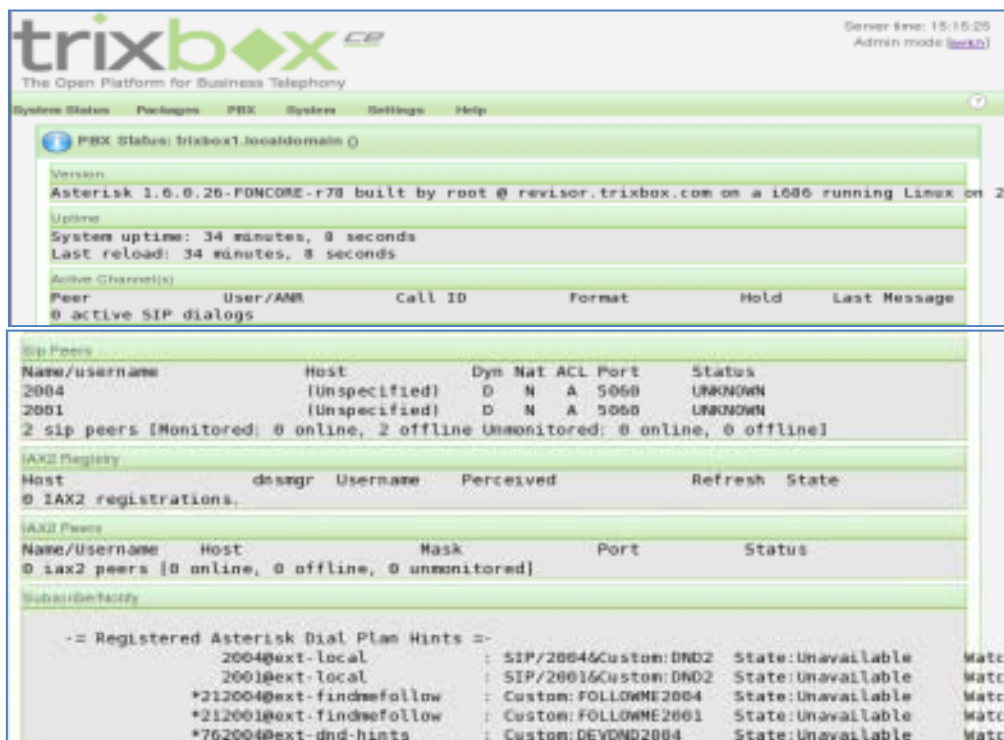 trixbox CE
Server time: 15:15:25
Admin mode [switch]
The Open Platform for Business Telephony
System Status Packages PBX System Settings Help
?
PBX Status: trixbox1.localdomain ()
Version
Asterisk 1.6.0.26-FONCORE-r78 built by root @ revisor.trixbox.com on a i686 running Linux on 2
Uptime
System uptime: 34 minutes, 8 seconds
Last reload: 34 minutes, 8 seconds
Active Channel(s)
Peer User/ANR Call ID Format Hold Last Message
0 active SIP dialogs
Sip Peers
Name/username Host Dyn Nat ACL Port Status
2004 (Unspecified) D N A 5060 UNKNOWN
2001 (Unspecified) D N A 5060 UNKNOWN
2 sip peers [Monitored: 0 online, 2 offline Unmonitored: 0 online, 0 offline]
IAX2 Registry
Host dnsmgr Username Perceived Refresh State
0 IAX2 registrations.
IAX2 Peers
Name/Username Host Mask Port Status
0 iax2 peers [0 online, 0 offline, 0 unmonitored]
Subscribe/Notify
-= Registered Asterisk Dial Plan Hints =-
2004@ext-local : SIP/2004&Custom:DND2 State:Unavailable Watc
2001@ext-local : SIP/2001&Custom:DND2 State:Unavailable Watc
*212004@ext-findmefollow : Custom:FOLLOWME2004 State:Unavailable Watc
*212001@ext-findmefollow : Custom:FOLLOWME2001 State:Unavailable Watc
*762004@ext-dnd-hints : Custom:DEVDND2004 State:Unavailable Watc